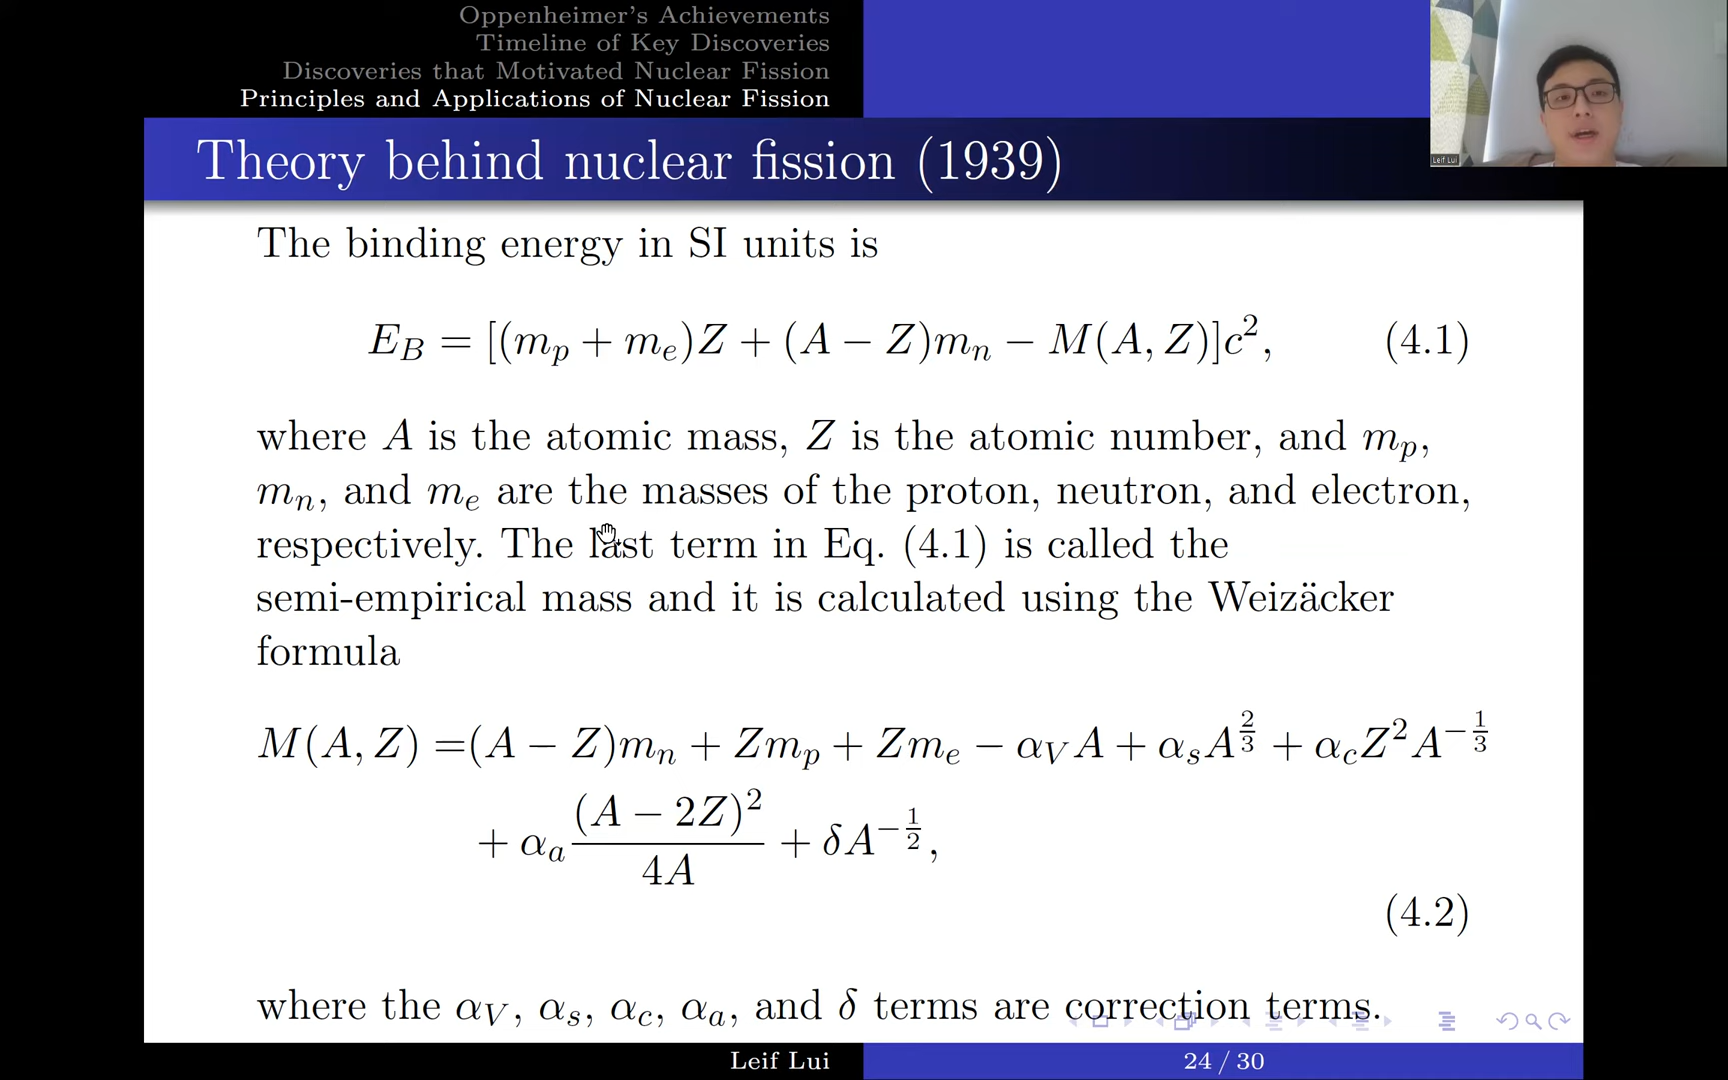 Oppenheimer's Achievements
Timeline of Key Discoveries
Discoveries that Motivated Nuclear Fission
Principles and Applications of Nuclear Fission
Leif Lui
Theory behind nuclear fission (1939)
The binding energy in SI units is
E_B = [(m_p + m_e)Z + (A − Z)m_n − M(A, Z)]c^2, (4.1)
where A is the atomic mass, Z is the atomic number, and m_p,
m_n, and m_e are the masses of the proton, neutron, and electron,
respectively. The last term in Eq. (4.1) is called the
semi-empirical mass and it is calculated using the Weizäcker
formula
M(A, Z) =(A − Z)m_n + Zm_p + Zm_e − α_V A + α_s A^{2/3} + α_c Z^2 A^{−1/3}
+ α_a (A − 2Z)^2 / 4A + δA^{−1/2},
(4.2)
where the α_V, α_s, α_c, α_a, and δ terms are correction terms.
Leif Lui 24 / 30